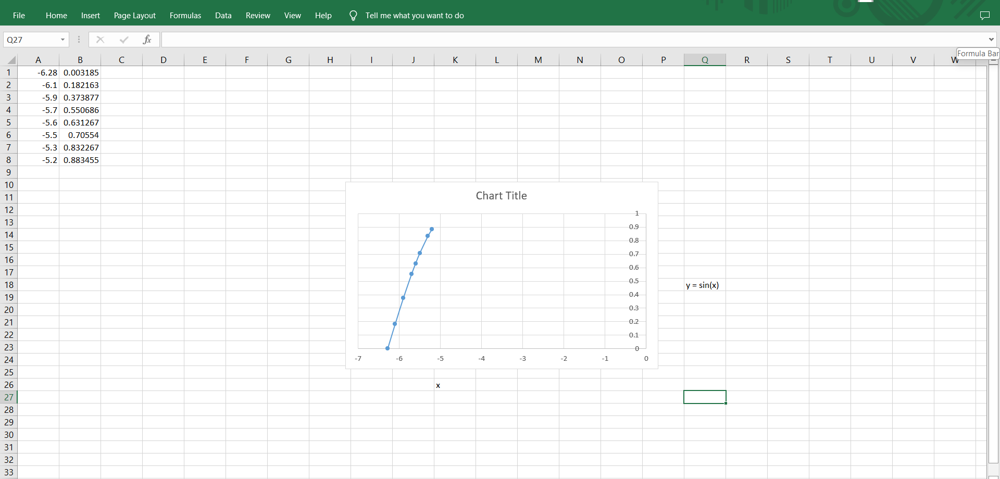 File Home Insert Page Layout Formulas Data Review View Help Tell me what you want to do
Q27 fx
Formula Bar
A B C D E F G H I J K L M N O P Q R S T U V W
1 -6.28 0.003185
2 -6.1 0.182163
3 -5.9 0.373877
4 -5.7 0.550686
5 -5.6 0.631267
6 -5.5 0.70554
7 -5.3 0.832267
8 -5.2 0.883455
9
10
11
12
13
14
15
16
17
18
19
20
21
22
23
24
25
26
27
28
29
30
31
32
33
Chart Title
1
0.9
0.8
0.7
0.6
0.5
0.4
0.3
0.2
0.1
0
-7 -6 -5 -4 -3 -2 -1 0
y = sin(x)
x